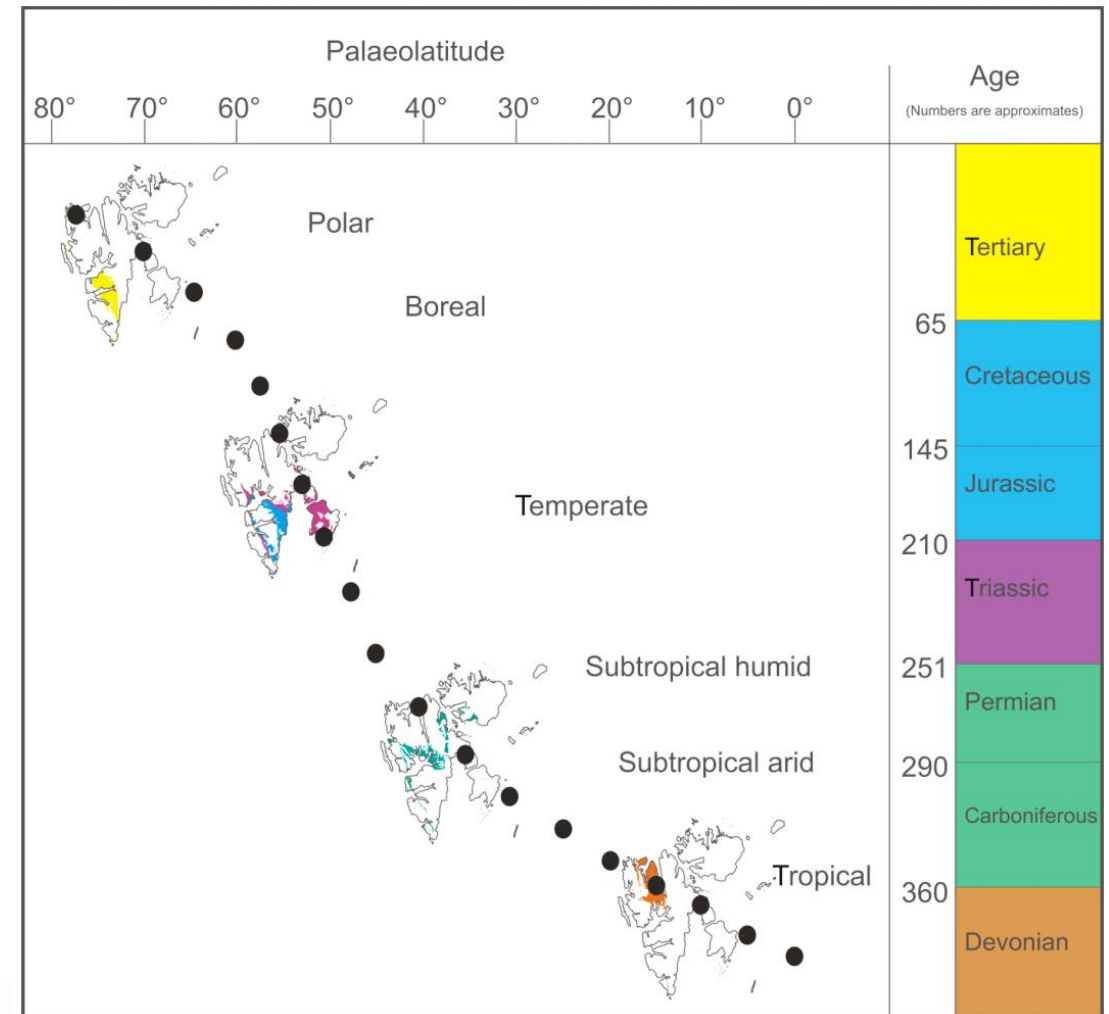 Palaeolatitude
80° 70° 60° 50° 40° 30° 20° 10° 0°
Age
(Numbers are approximates)
Polar
Boreal
Temperate
Subtropical humid
Subtropical arid
Tropical
Tertiary
65
Cretaceous
145
Jurassic
210
Triassic
251
Permian
290
Carboniferous
360
Devonian